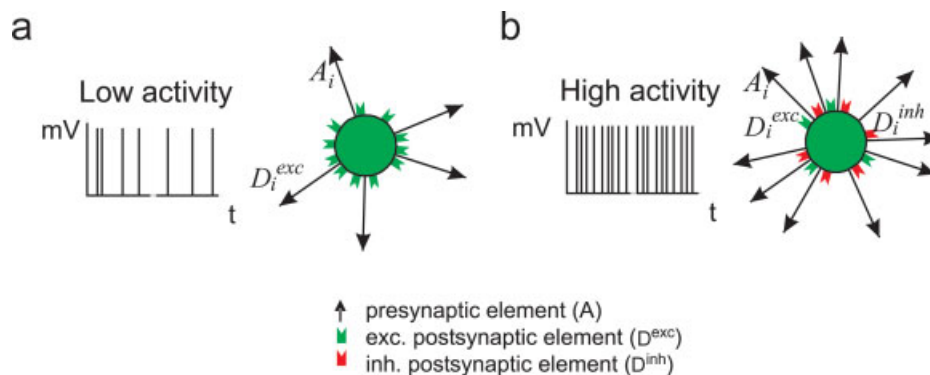 a
Low activity
mV
t
A_i
D_i^exc
b
High activity
mV
t
A_i
D_i^exc
D_i^inh
presynaptic element (A)
exc. postsynaptic element (D^exc)
inh. postsynaptic element (D^inh)